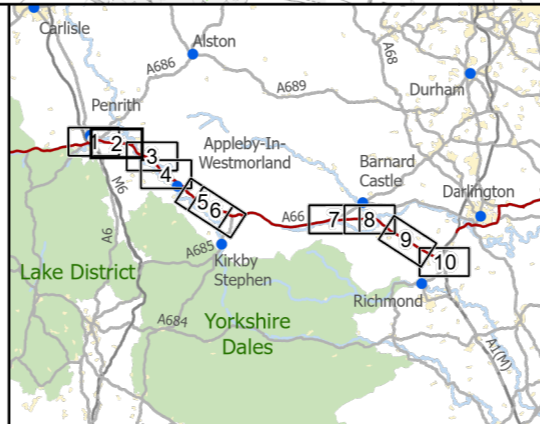 Carlisle
Alston
A68
A686
A689
Durham
Penrith
1
2
3
4
5
6
Appleby-In-
Westmorland
Barnard
Castle
Darlington
M6
A6
A66
7
8
9
10
A685
Kirkby
Stephen
Lake District
Richmond
A684
Yorkshire
Dales
A1(M)